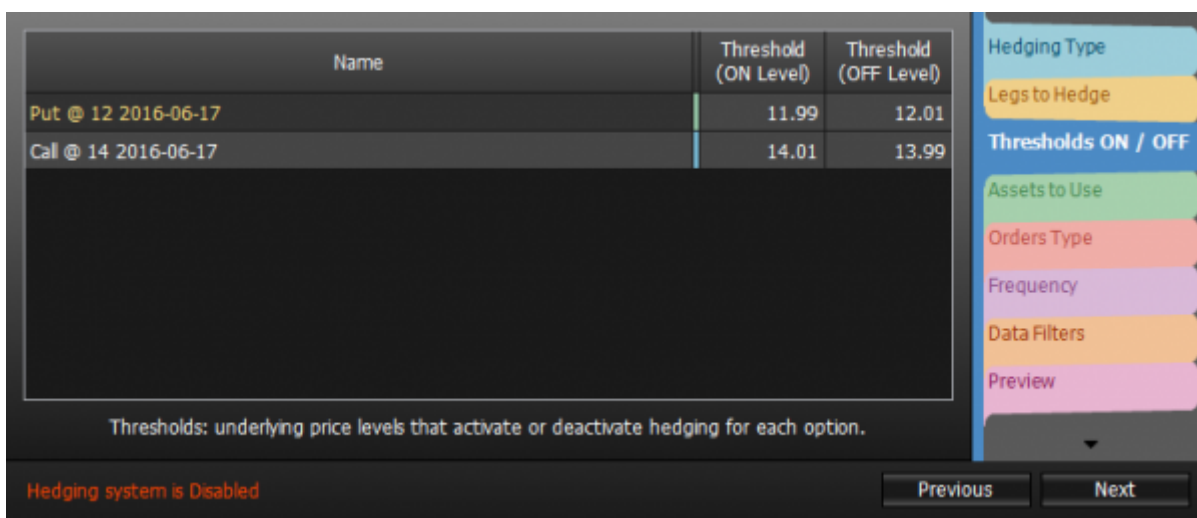 Name
Threshold
(ON Level)
Threshold
(OFF Level)
Put @ 12 2016-06-17 11.99 12.01
Call @ 14 2016-06-17 14.01 13.99
Thresholds: underlying price levels that activate or deactivate hedging for each option.
Hedging system is Disabled
Previous
Next
Hedging Type
Legs to Hedge
Thresholds ON / OFF
Assets to Use
Orders Type
Frequency
Data Filters
Preview